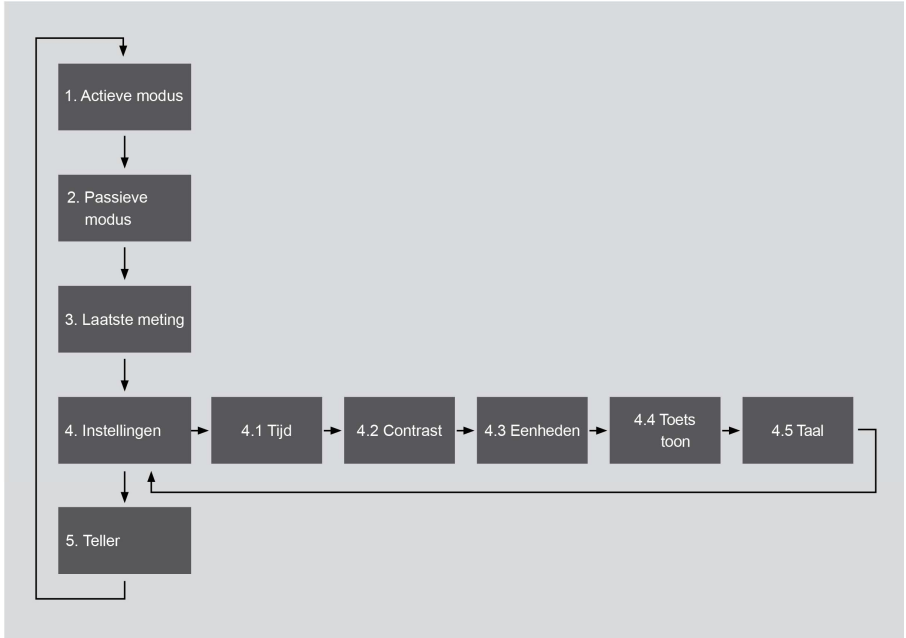 1. Actieve modus
2. Passieve
modus
3. Laatste meting
4. Instellingen
4.1 Tijd
4.2 Contrast
4.3 Eenheden
4.4 Toets
toon
4.5 Taal
5. Teller